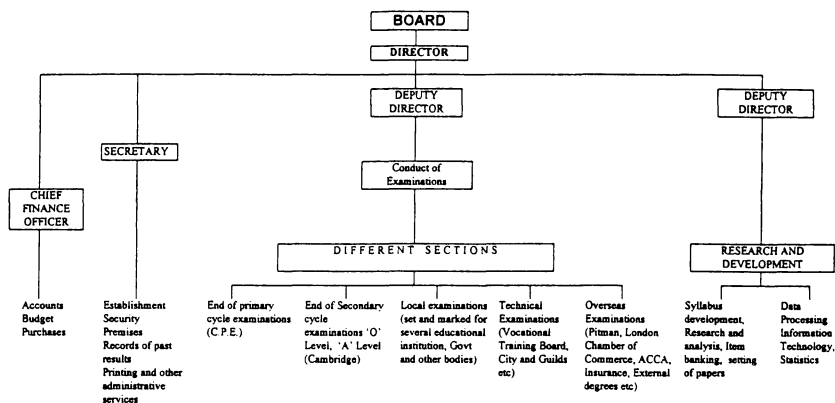 BOARD
DIRECTOR
DEPUTY
DIRECTOR
DEPUTY
DIRECTOR
SECRETARY
Conduct of
Examinations
CHIEF
FINANCE
OFFICER
DIFFERENT SECTIONS
RESEARCH AND
DEVELOPMENT
Accounts
Budget
Purchases
Establishment
Security
Premises
Records of past
results
Printing and other
administrative
services
End of primary
cycle examinations
(C.P.E.)
End of Secondary
cycle
examinations 'O'
Level, 'A' Level
(Cambridge)
Local examinations
(set and marked for
several educational
institution, Govt
and other bodies)
Technical
Examinations
(Vocational
Training Board,
City and Guilds
etc)
Overseas
Examinations
(Pitman, London
Chamber of
Commerce, ACCA,
Insurance, External
degrees etc)
Syllabus
development,
Research and
analysis, Item
banking, setting
of papers
Data
Processing
Information
Technology,
Statistics